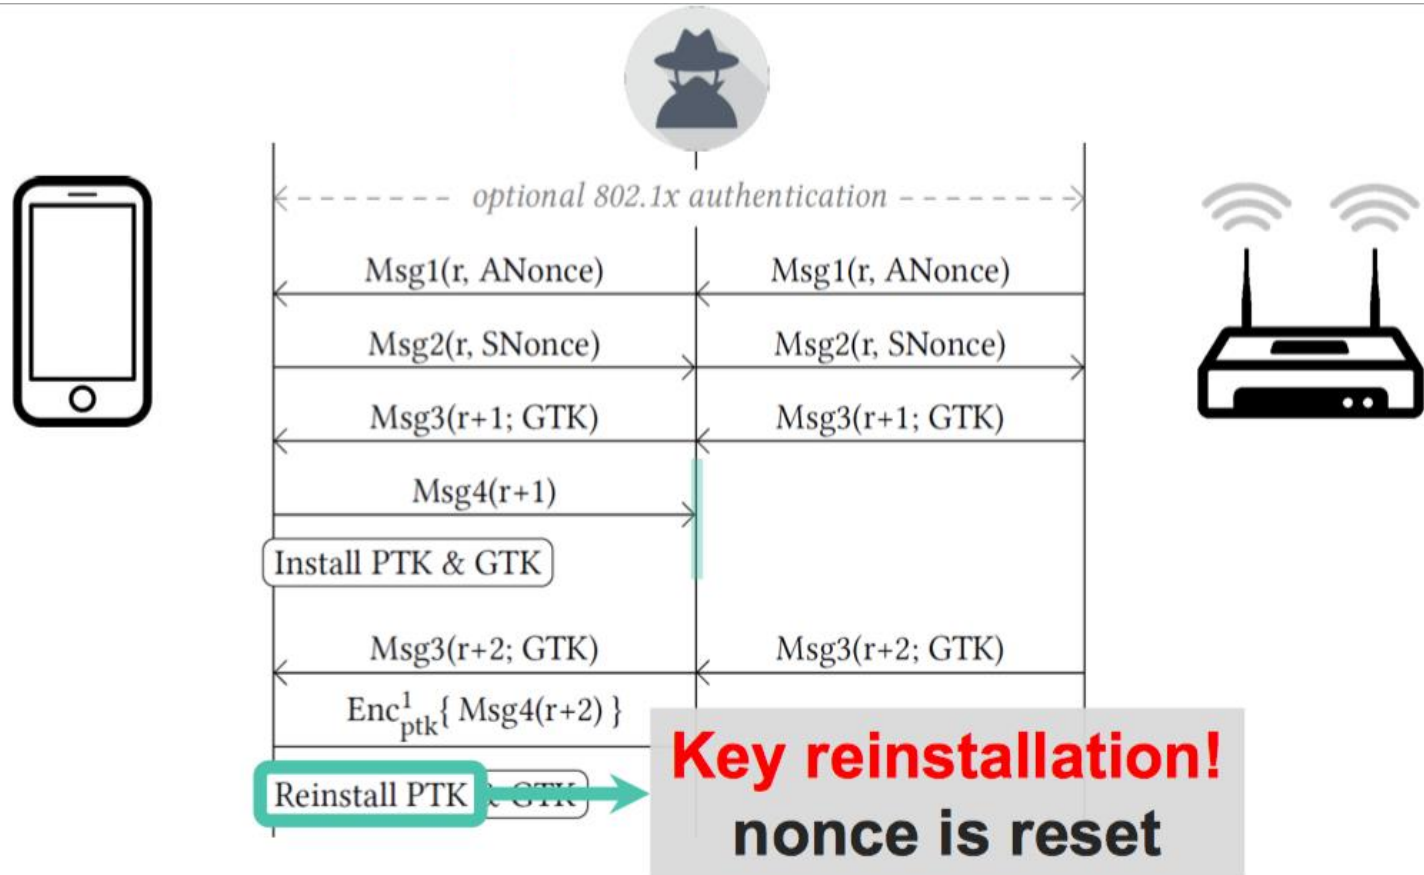 optional 802.1x authentication
Msg1(r, ANonce) Msg1(r, ANonce)
Msg2(r, SNonce) Msg2(r, SNonce)
Msg3(r+1; GTK) Msg3(r+1; GTK)
Msg4(r+1)
Install PTK & GTK
Msg3(r+2; GTK) Msg3(r+2; GTK)
Enc¹ₚₜₖ{ Msg4(r+2) }
Reinstall PTK & GTK
Key reinstallation!
nonce is reset